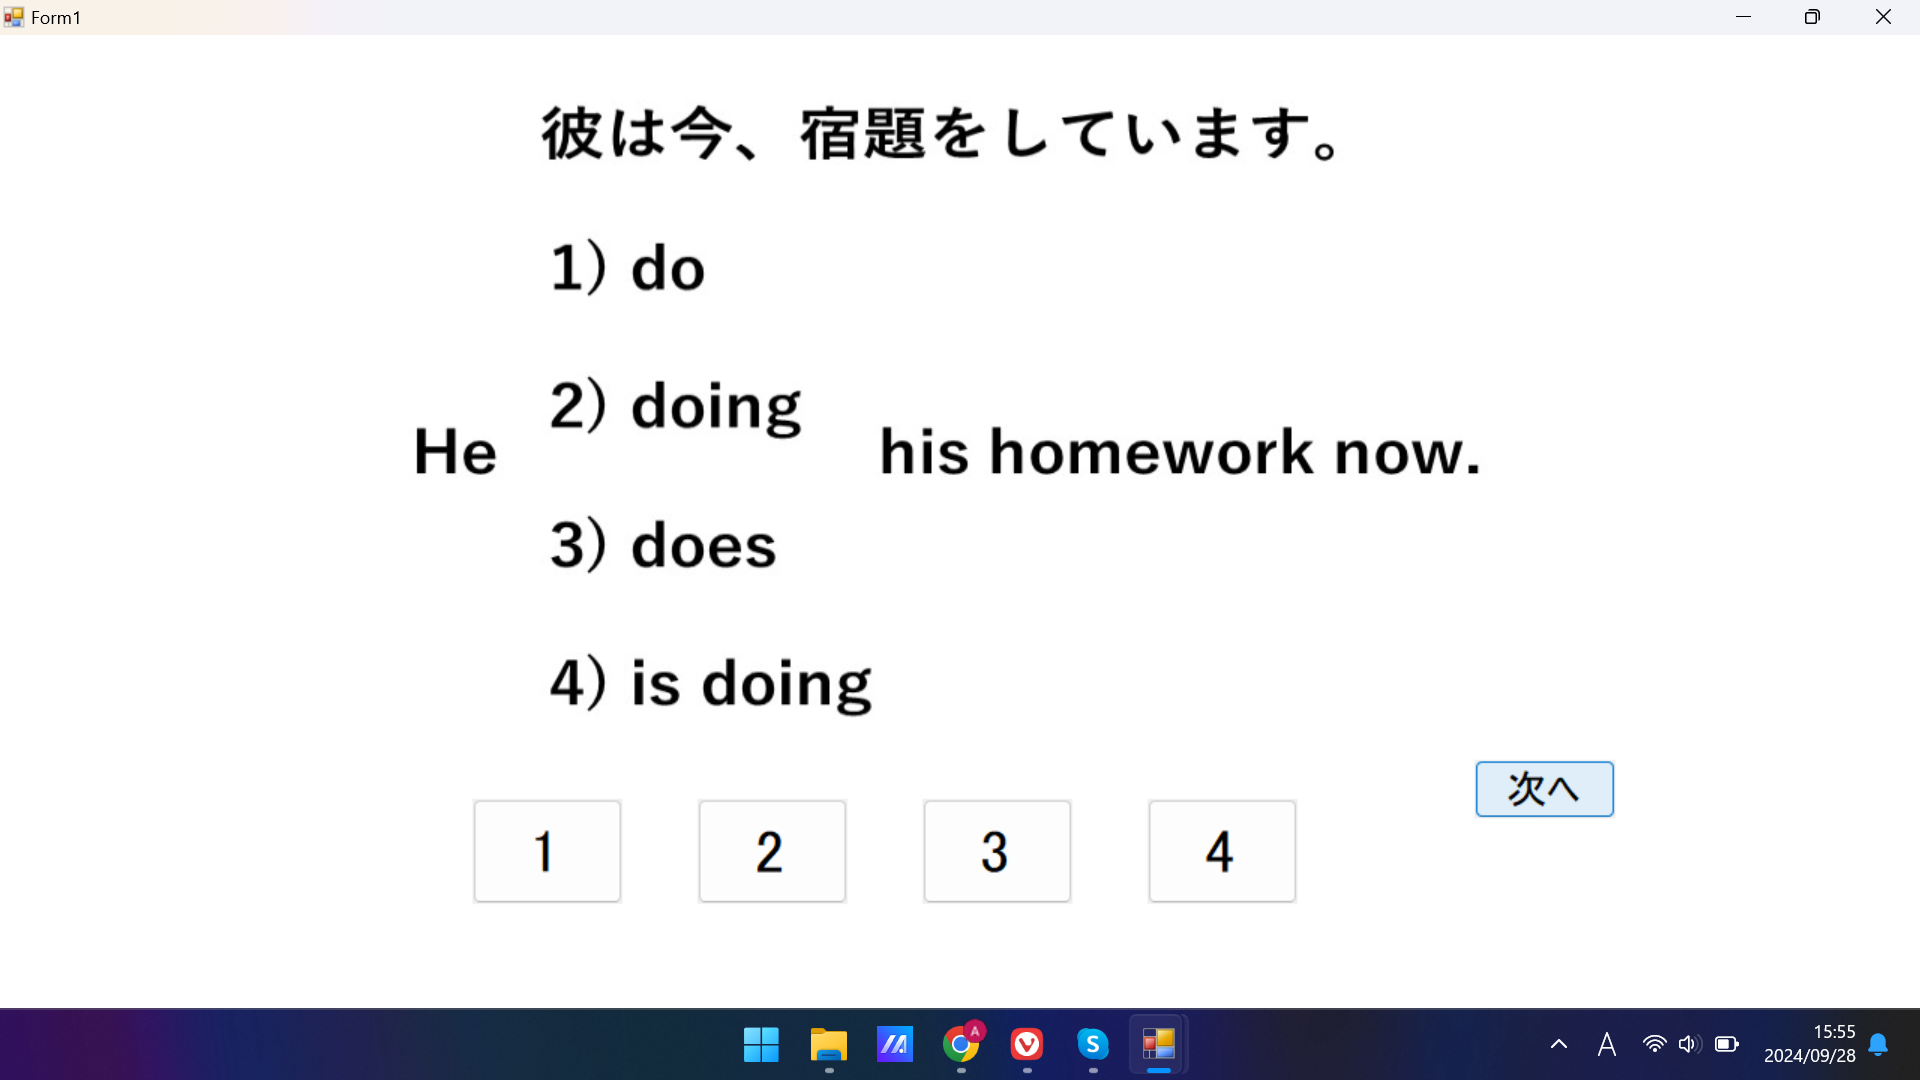 Form1
彼は今、宿題をしています。
1) do
2) doing
He
his homework now.
3) does
4) is doing
次へ
1
2
3
4
A
S
A
15:55
2024/09/28